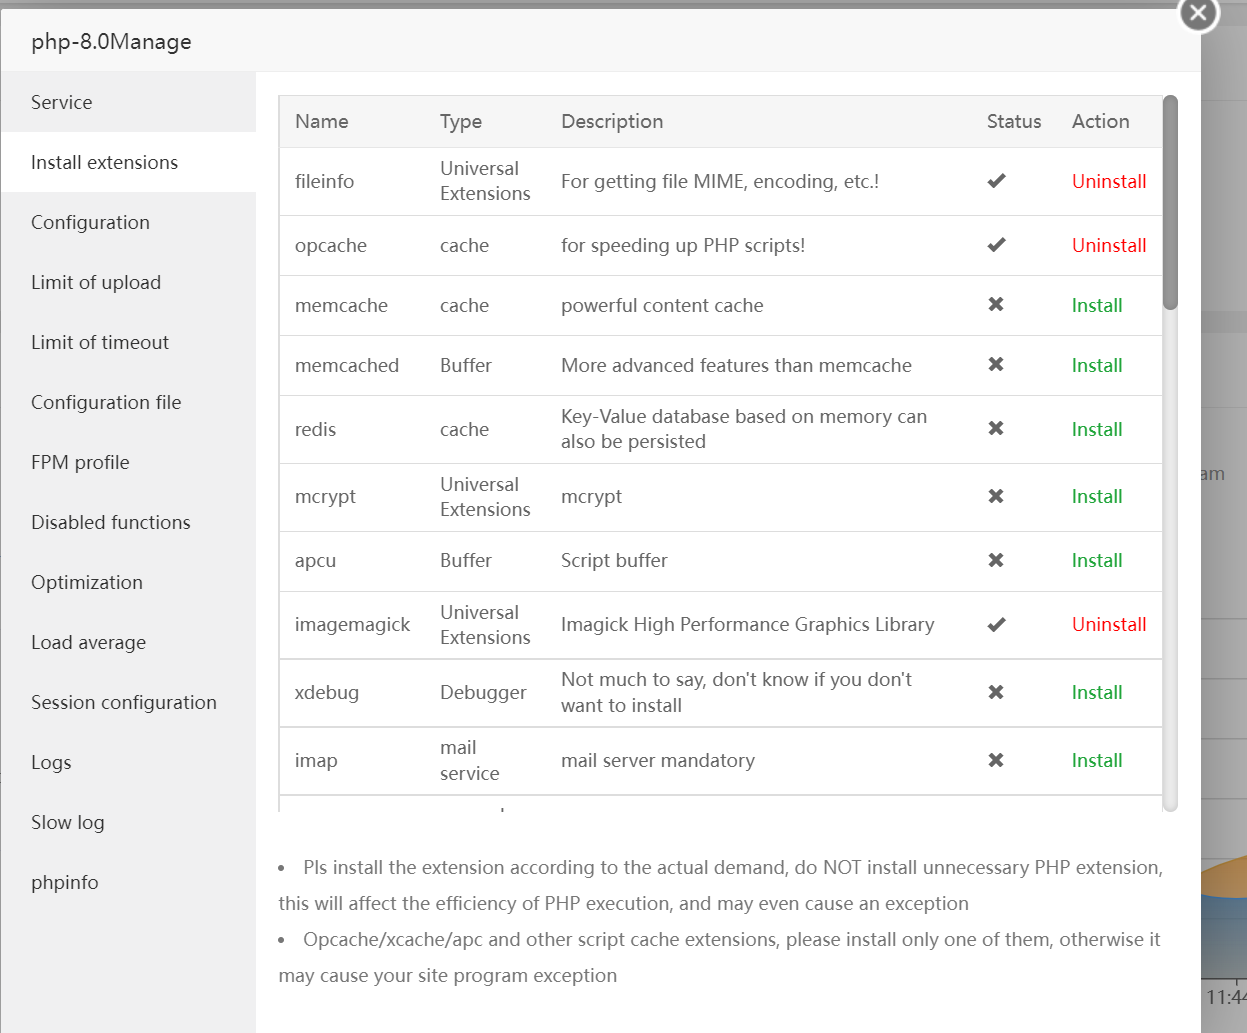 php-8.0Manage
Service
Install extensions
Configuration
Limit of upload
Limit of timeout
Configuration file
FPM profile
Disabled functions
Optimization
Load average
Session configuration
Logs
Slow log
phpinfo
Name Type Description Status Action
fileinfo Universal Extensions For getting file MIME, encoding, etc.! Uninstall
opcache cache for speeding up PHP scripts! Uninstall
memcache cache powerful content cache Install
memcached Buffer More advanced features than memcache Install
redis cache Key-Value database based on memory can also be persisted Install
mcrypt Universal Extensions mcrypt Install
apcu Buffer Script buffer Install
imagemagick Universal Extensions Imagick High Performance Graphics Library Uninstall
xdebug Debugger Not much to say, don't know if you don't want to install Install
imap mail service mail server mandatory Install
• Pls install the extension according to the actual demand, do NOT install unnecessary PHP extension,
this will affect the efficiency of PHP execution, and may even cause an exception
• Opcache/xcache/apc and other script cache extensions, please install only one of them, otherwise it
may cause your site program exception
am
11:44